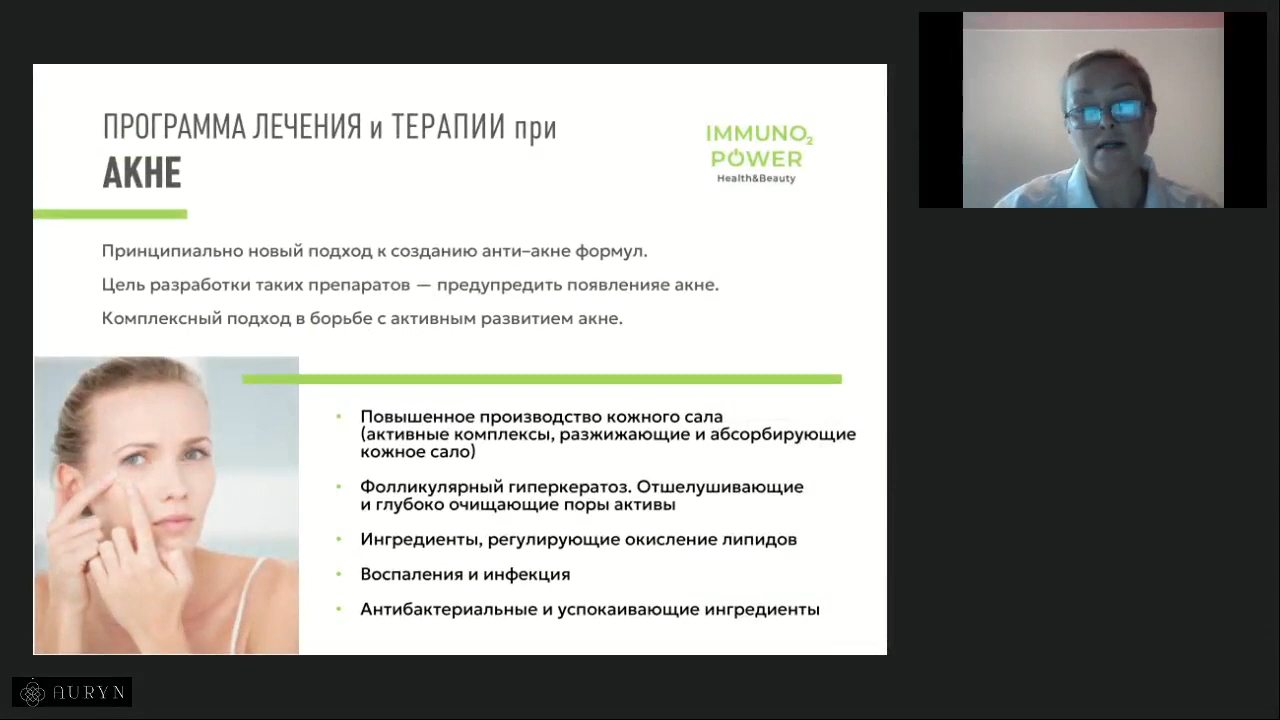 ПРОГРАММА ЛЕЧЕНИЯ и ТЕРАПИИ при
АКНЕ
IMMUNO2
POWER
Health&Beauty
Принципиально новый подход к созданию анти–акне формул.
Цель разработки таких препаратов — предупредить появленияе акне.
Комплексный подход в борьбе с активным развитием акне.
• Повышенное производство кожного сала
(активные комплексы, разжижающие и абсорбирующие
кожное сало)
• Фолликулярный гиперкератоз. Отшелушивающие
и глубоко очищающие поры активы
• Ингредиенты, регулирующие окисление липидов
• Воспаления и инфекция
• Антибактериальные и успокаивающие ингредиенты
AURYN